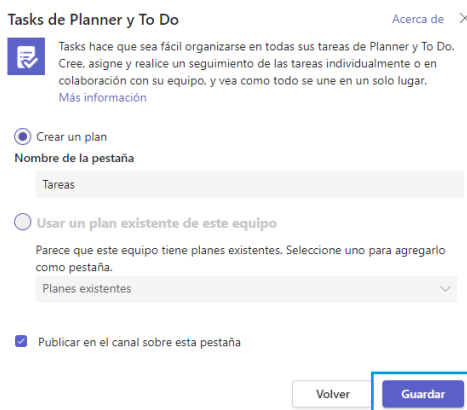 Tasks de Planner y To Do
Acerca de
Tasks hace que sea fácil organizarse en todas sus tareas de Planner y To Do.
Cree, asigne y realice un seguimiento de las tareas individualmente o en
colaboración con su equipo, y vea como todo se une en un solo lugar.
Más información
Crear un plan
Nombre de la pestaña
Tareas
Usar un plan existente de este equipo
Parece que este equipo tiene planes existentes. Seleccione uno para agregarlo
como pestaña.
Planes existentes
Publicar en el canal sobre esta pestaña
Volver
Guardar